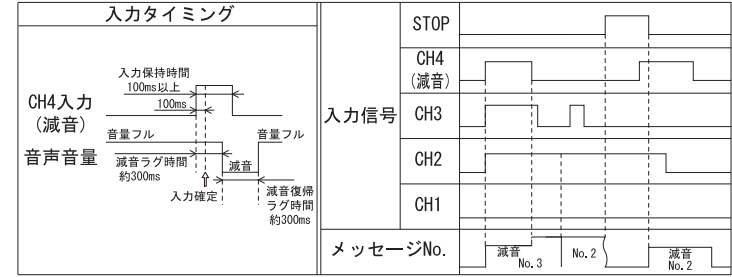 入力タイミング
入力保持時間
100ms以上
100ms
CH4入力
(減音)
音量フル
音量フル
音声音量
減音ラグ時間
約300ms
減音
入力確定
減音復帰
ラグ時間
約300ms
入力信号
STOP
CH4
(減音)
CH3
CH2
CH1
メッセージNo.
減音
No.3
No.2
減音
No.2